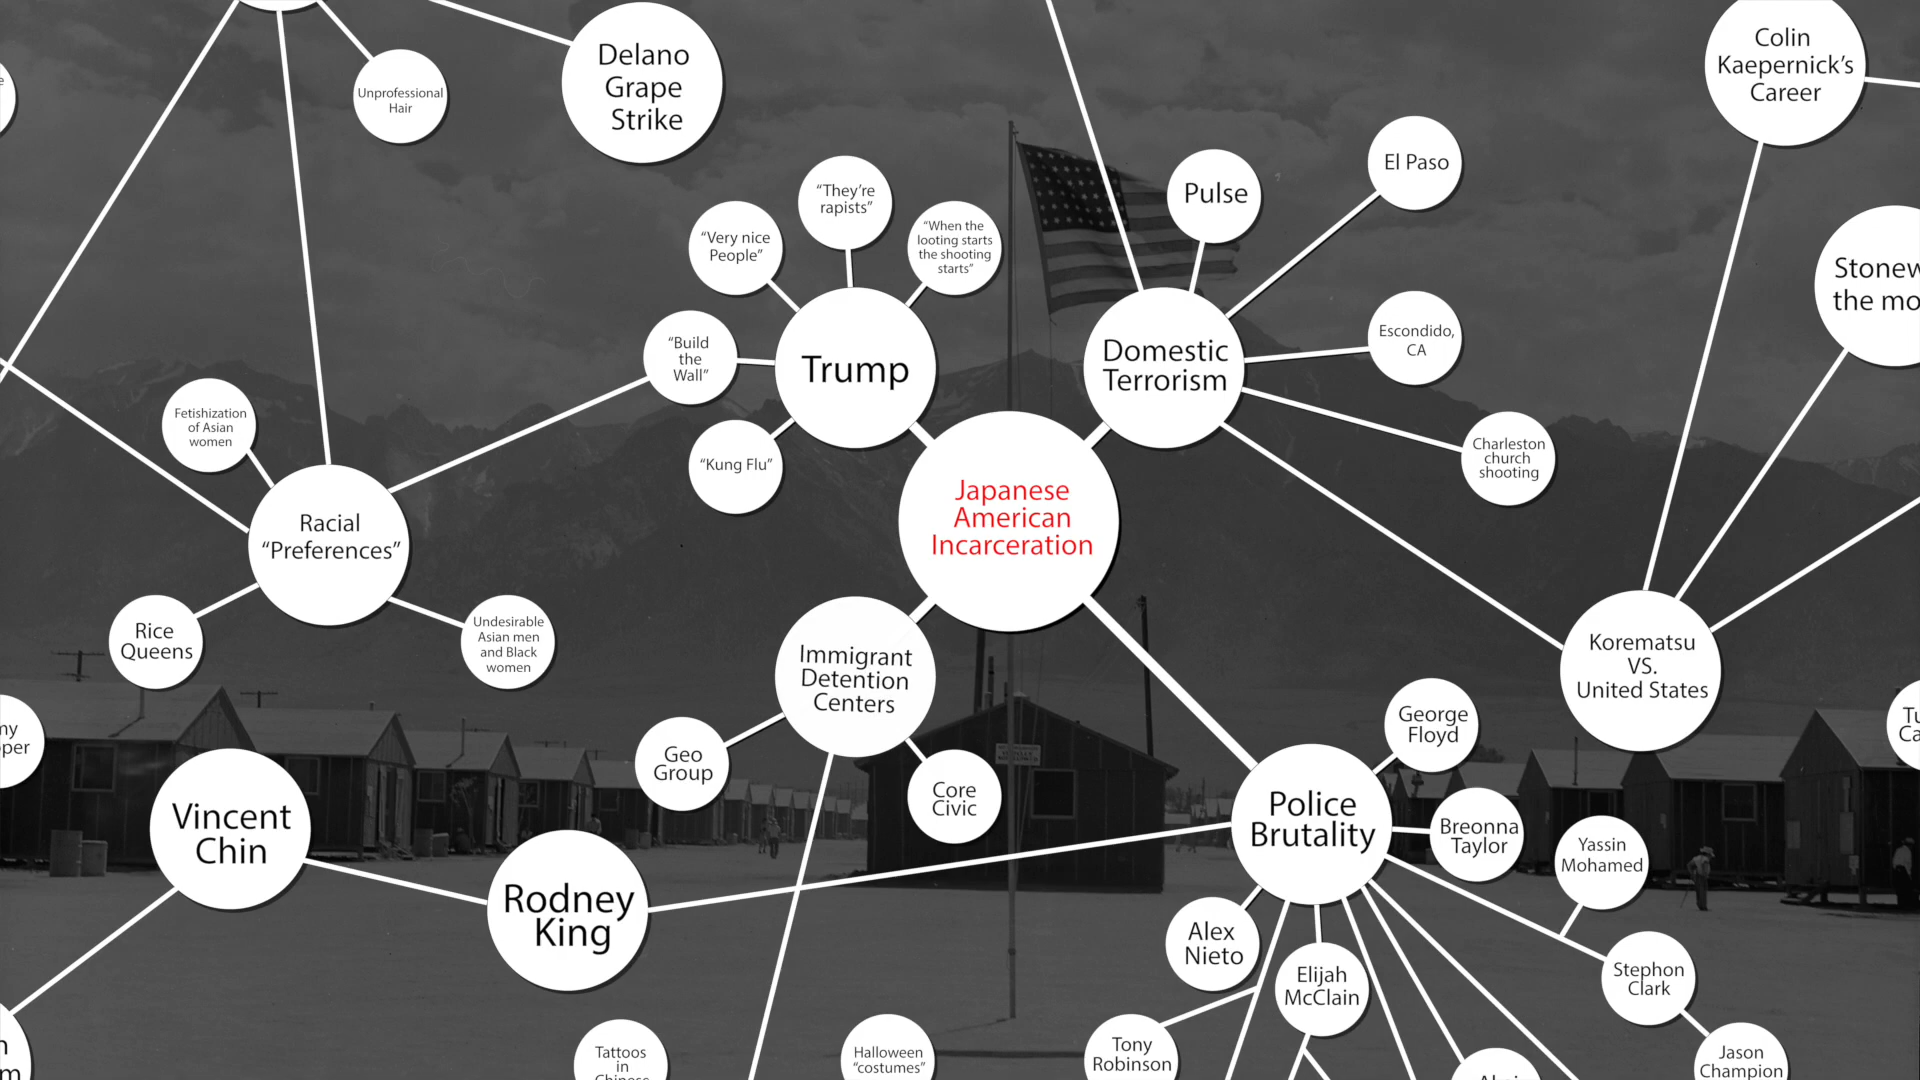 Unprofessional
Hair
Delano
Grape
Strike
Colin
Kaepernick's
Career
"They're
rapists"
"Very nice
People"
"When the
looting starts
the shooting
starts"
Pulse
El Paso
"Build
the
Wall"
Trump
Domestic
Terrorism
Escondido,
CA
Stonew
the mo
Fetishization
of Asian
women
"Kung Flu"
Charleston
church
shooting
Japanese
American
Incarceration
Racial
"Preferences"
Rice
Queens
Undesirable
Asian men
and Black
women
Immigrant
Detention
Centers
Korematsu
VS.
United States
Geo
Group
Core
Civic
George
Floyd
Vincent
Chin
Police
Brutality
Breonna
Taylor
Yassin
Mohamed
Rodney
King
Alex
Nieto
Elijah
McClain
Stephon
Clark
Tattoos
in
Chinese
Halloween
"costumes"
Tony
Robinson
Jason
Champion